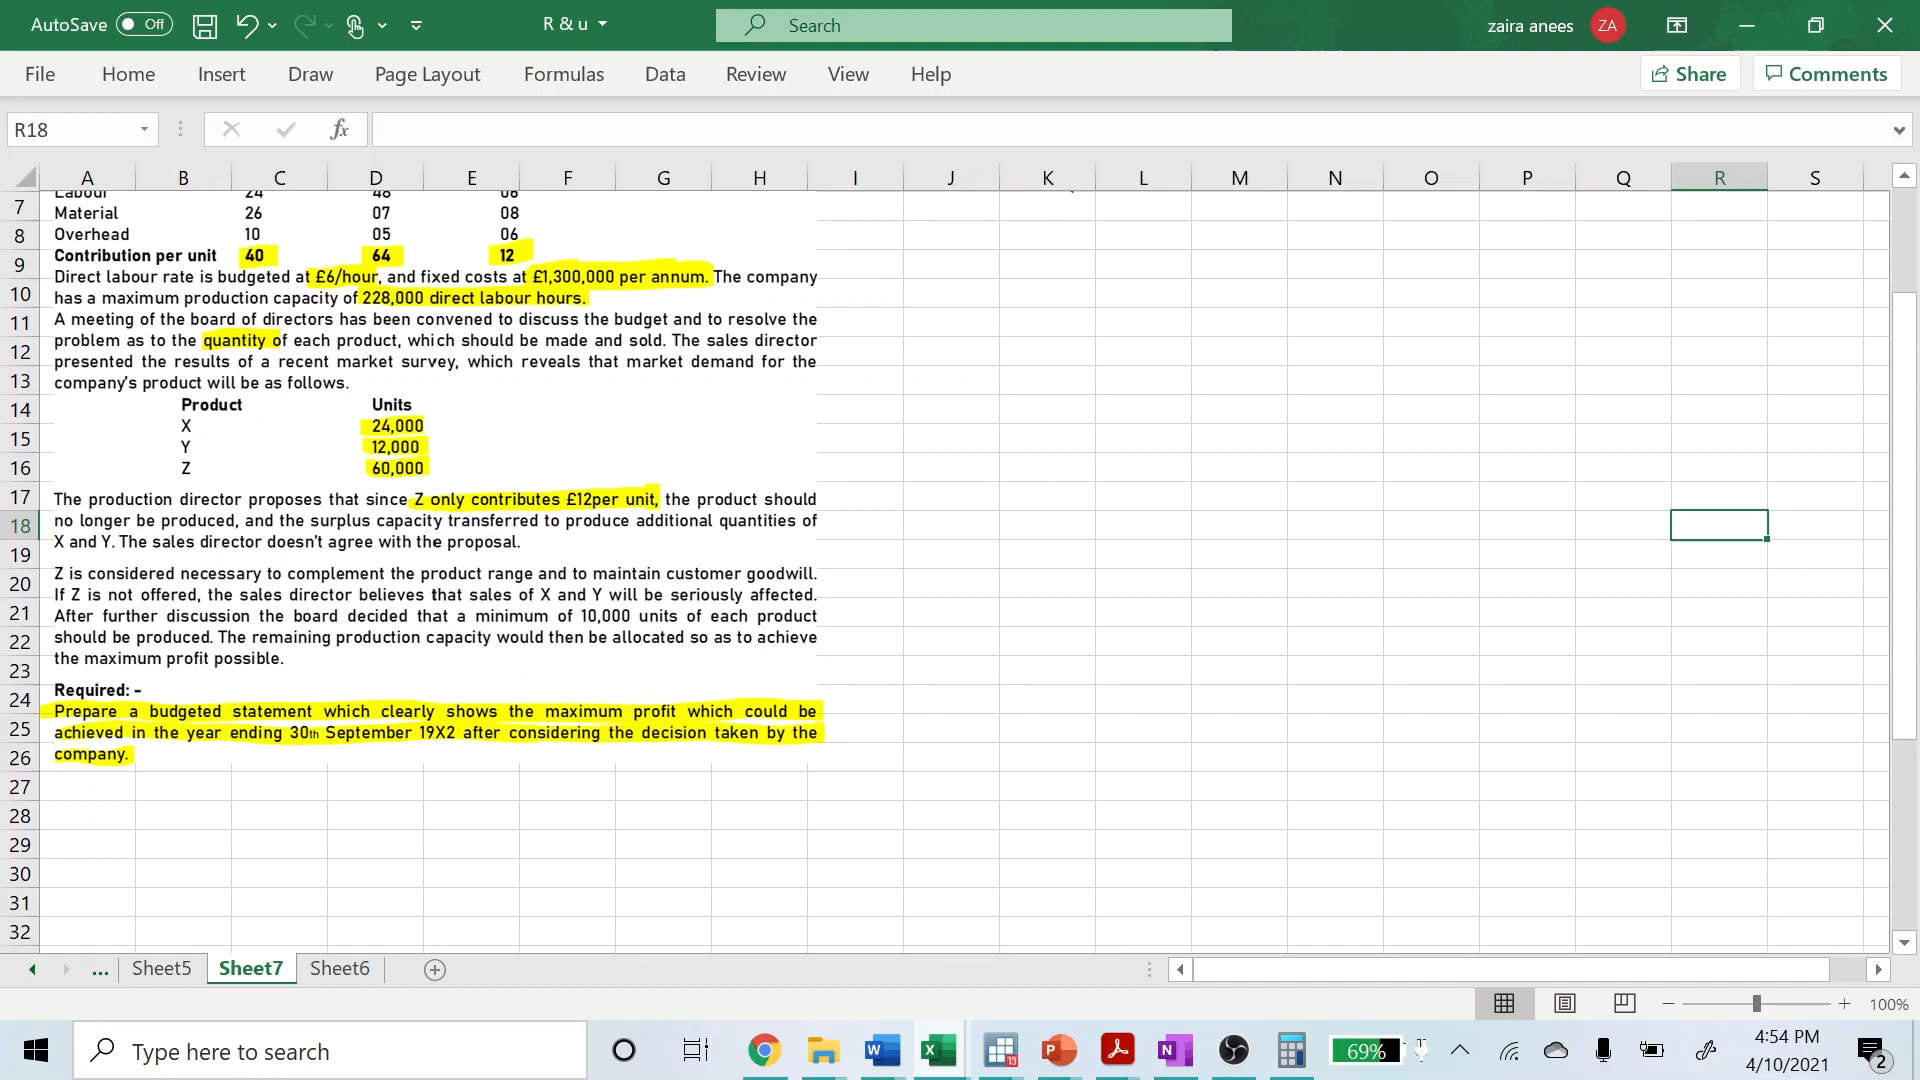 AutoSave Off R & u Search zaira anees ZA
File Home Insert Draw Page Layout Formulas Data Review View Help Share Comments
R18 fx
A B C D E F G H I J K L M N O P Q R S
Labour 24 48 06
7 Material 26 07 08
8 Overhead 10 05 06
9 Contribution per unit 40 64 12
Direct labour rate is budgeted at £6/hour, and fixed costs at £1,300,000 per annum. The company
10 has a maximum production capacity of 228,000 direct labour hours.
11 A meeting of the board of directors has been convened to discuss the budget and to resolve the
12 problem as to the quantity of each product, which should be made and sold. The sales director
presented the results of a recent market survey, which reveals that market demand for the
13 company's product will be as follows.
14 Product Units
15 X 24,000
Y 12,000
16 Z 60,000
17 The production director proposes that since Z only contributes £12per unit, the product should
18 no longer be produced, and the surplus capacity transferred to produce additional quantities of
19 X and Y. The sales director doesn't agree with the proposal.
20 Z is considered necessary to complement the product range and to maintain customer goodwill.
If Z is not offered, the sales director believes that sales of X and Y will be seriously affected.
21 After further discussion the board decided that a minimum of 10,000 units of each product
22 should be produced. The remaining production capacity would then be allocated so as to achieve
23 the maximum profit possible.
24 Required: -
Prepare a budgeted statement which clearly shows the maximum profit which could be
25 achieved in the year ending 30th September 19X2 after considering the decision taken by the
26 company.
27
28
29
30
31
32
... Sheet5 Sheet7 Sheet6
100%
Type here to search 69% 4:54 PM
4/10/2021 2